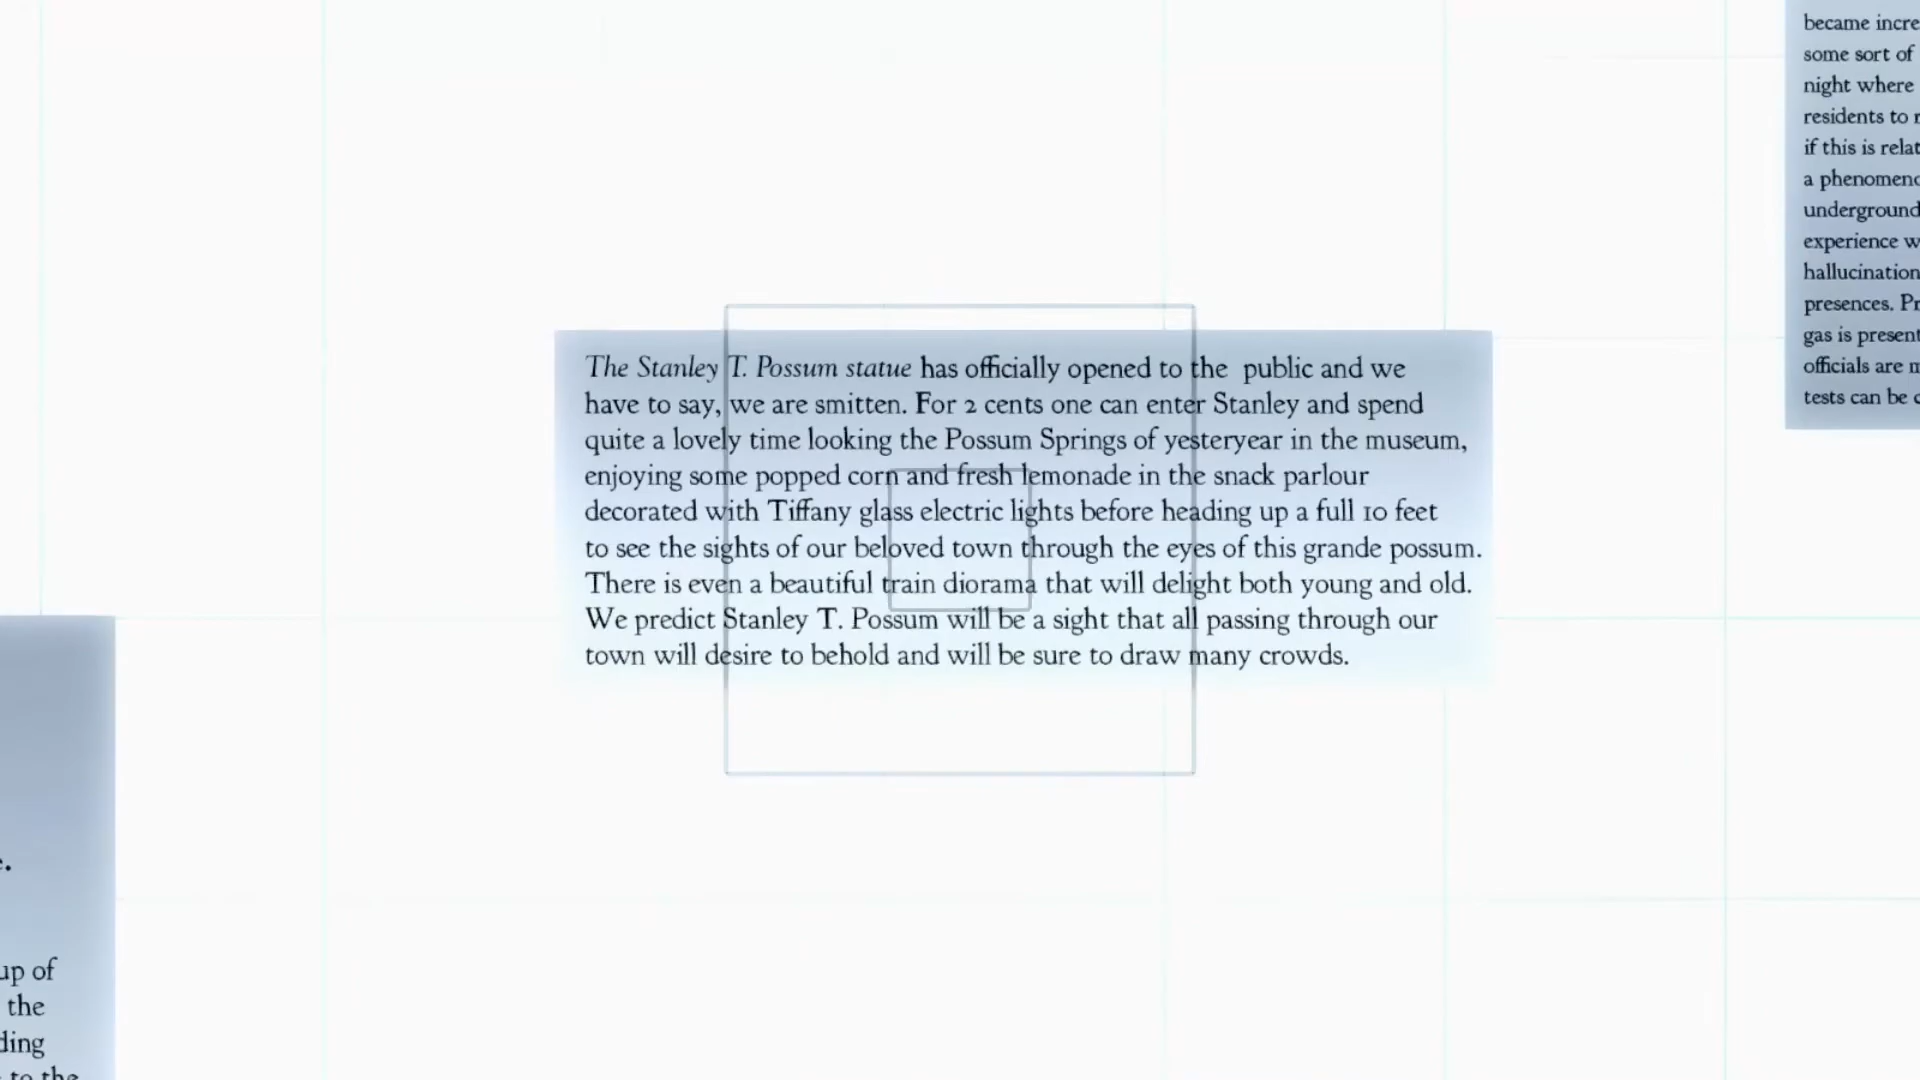 The Stanley T. Possum statue has officially opened to the  public and we
have to say, we are smitten. For 2 cents one can enter Stanley and spend
quite a lovely time looking the Possum Springs of yesteryear in the museum,
enjoying some popped corn and fresh lemonade in the snack parlour
decorated with Tiffany glass electric lights before heading up a full 10 feet
to see the sights of our beloved town through the eyes of this grande possum.
There is even a beautiful train diorama that will delight both young and old.
We predict Stanley T. Possum will be a sight that all passing through our
town will desire to behold and will be sure to draw many crowds.
became incre
some sort of
night where
residents to
if this is relat
a phenomeno
underground
experience w
hallucination
presences. Pr
gas is present
officials are
tests can be
up of
the
ding
to the